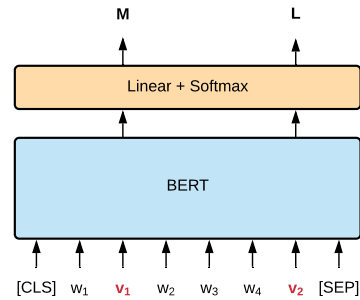 M L
Linear + Softmax
BERT
[CLS] w₁ v₁ w₂ w₃ w₄ v₂ [SEP]